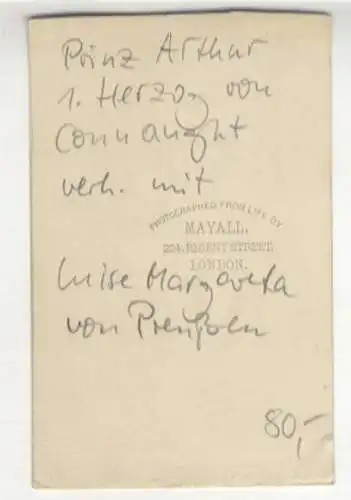 Prinz Arthur
1. Herzog von
Connaught
verh. mit
PHOTOGRAPHED FROM LIFE BY
MAYALL.
224, REGENT STREET,
LONDON.
Luise Margareta
von Preußen
80,-